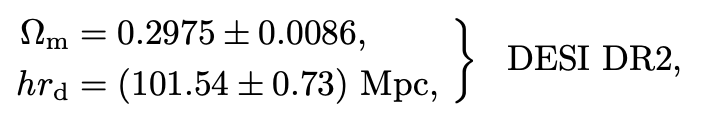 Ωm = 0.2975 ± 0.0086,
hrd = (101.54 ± 0.73) Mpc, } DESI DR2,